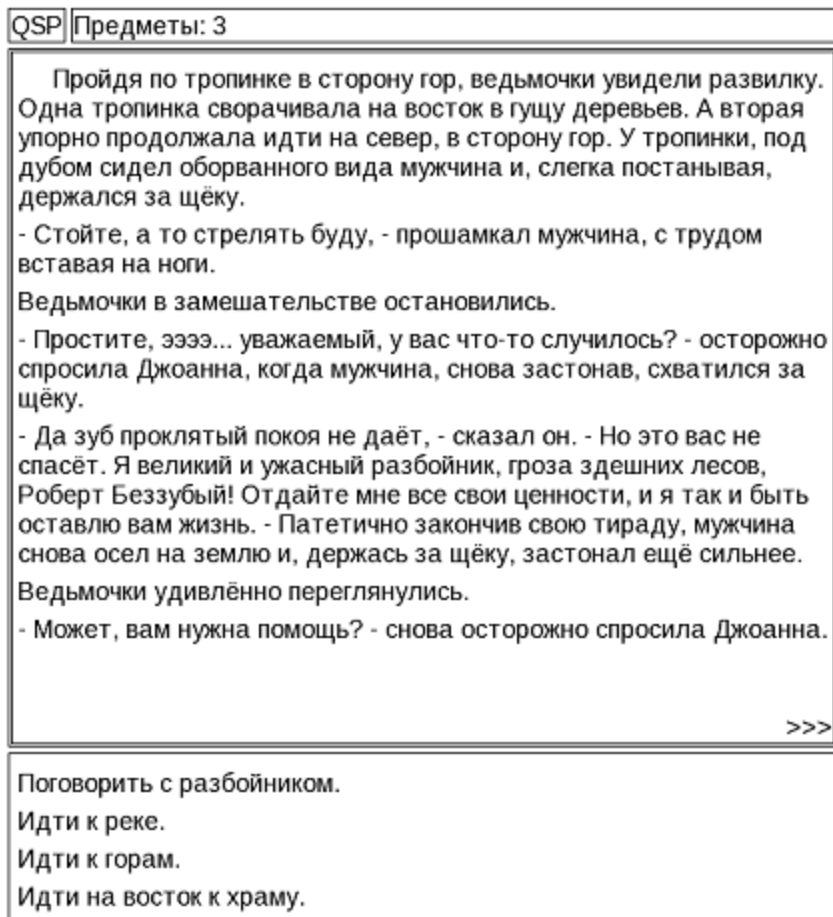 QSP Предметы: 3
Пройдя по тропинке в сторону гор, ведьмочки увидели развилку.
Одна тропинка сворачивала на восток в гущу деревьев. А вторая
упорно продолжала идти на север, в сторону гор. У тропинки, под
дубом сидел оборванного вида мужчина и, слегка постанывая,
держался за щёку.
- Стойте, а то стрелять буду, - прошамкал мужчина, с трудом
вставая на ноги.
Ведьмочки в замешательстве остановились.
- Простите, ээээ... уважаемый, у вас что-то случилось? - осторожно
спросила Джоанна, когда мужчина, снова застонав, схватился за
щёку.
- Да зуб проклятый покоя не даёт, - сказал он. - Но это вас не
спасёт. Я великий и ужасный разбойник, гроза здешних лесов,
Роберт Беззубый! Отдайте мне все свои ценности, и я так и быть
оставлю вам жизнь. - Патетично закончив свою тираду, мужчина
снова осел на землю и, держась за щёку, застонал ещё сильнее.
Ведьмочки удивлённо переглянулись.
- Может, вам нужна помощь? - снова осторожно спросила Джоанна.
>>>
Поговорить с разбойником.
Идти к реке.
Идти к горам.
Идти на восток к храму.